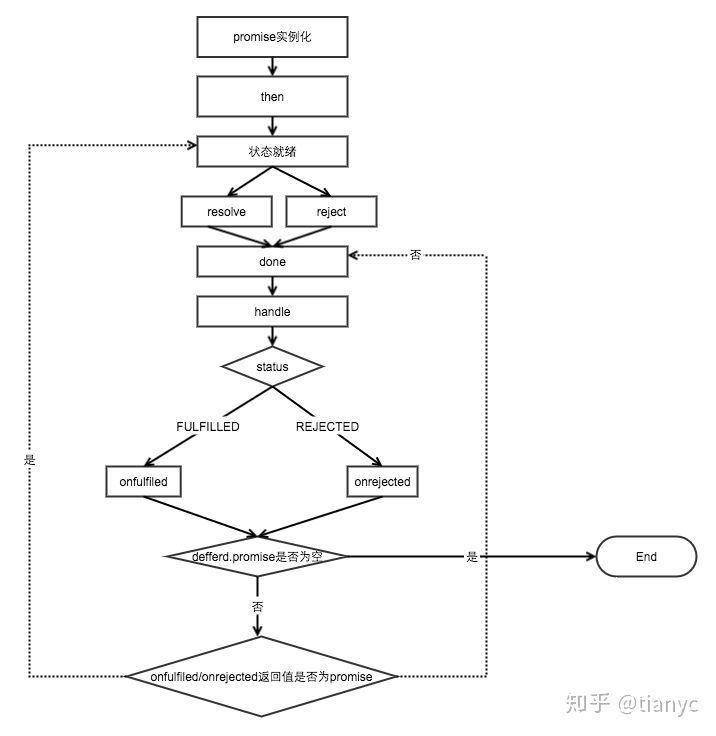 promise实例化
then
状态就绪
resolve
reject
done
否
handle
status
FULFILLED
REJECTED
是
onfulfiled
onrejected
defferd.promise是否为空
是
End
否
onfulfiled/onrejected返回值是否为promise
知乎 @tianyc